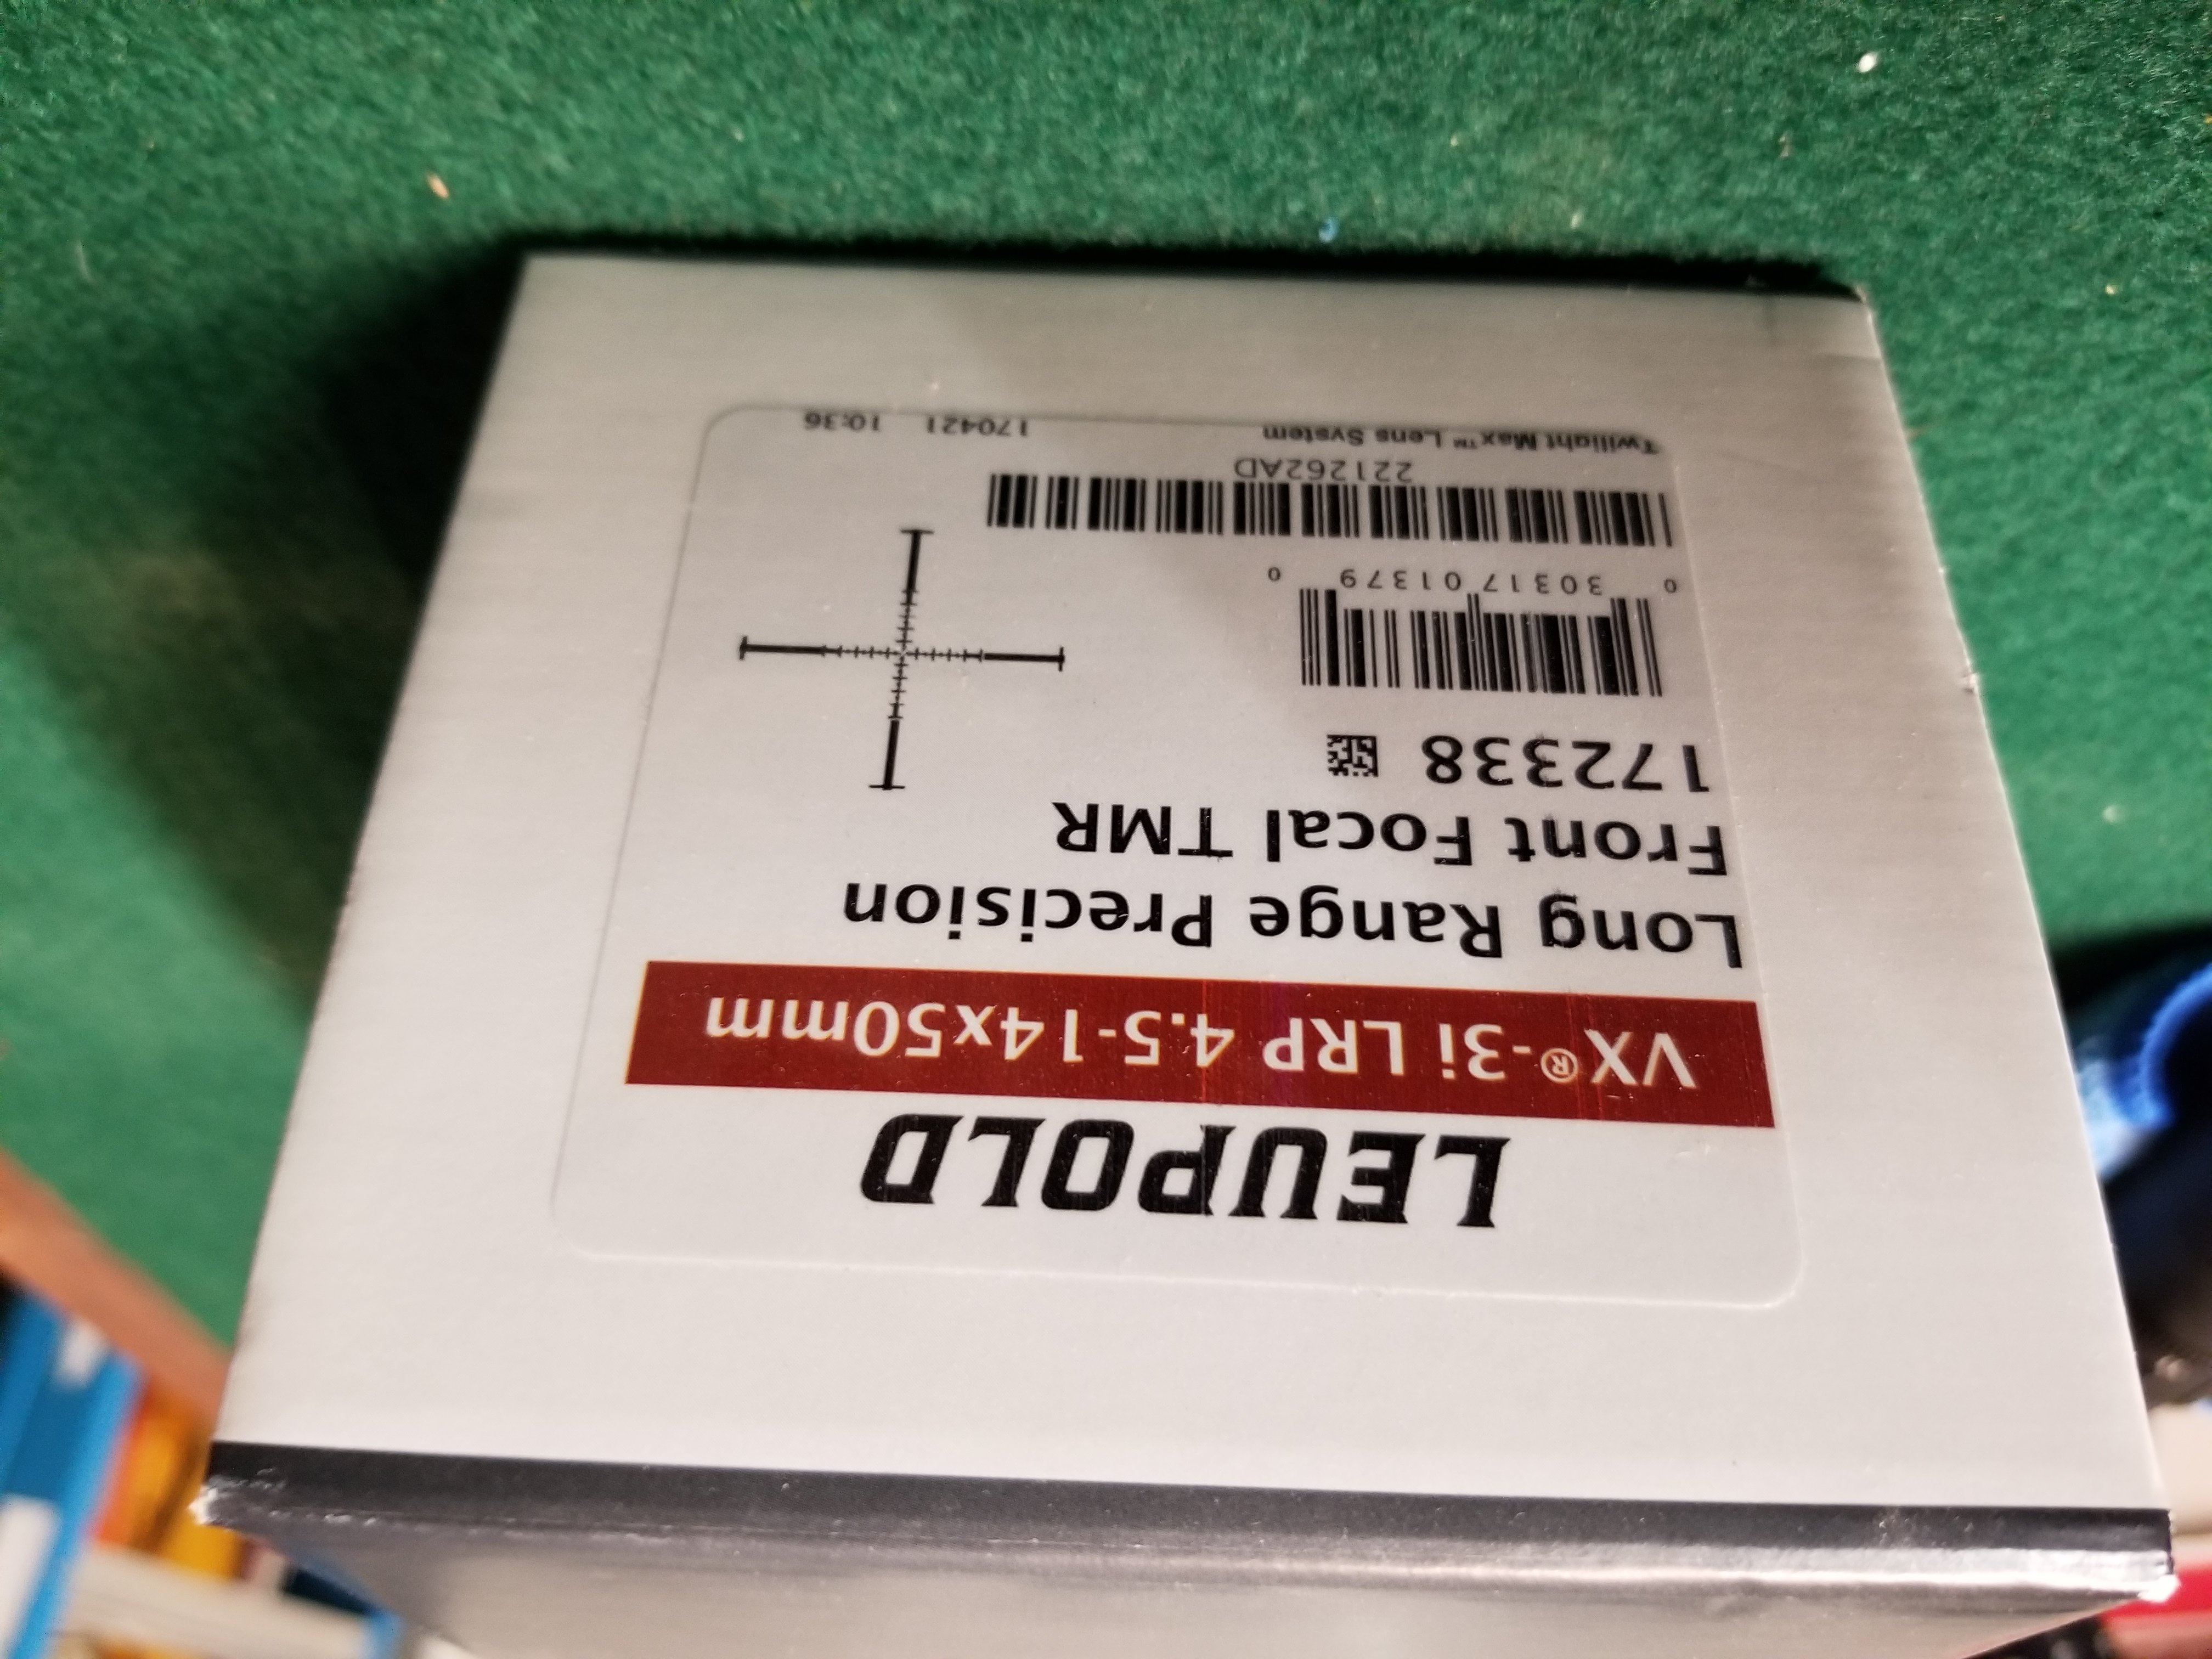 LEUPOLD
VX®-3i LRP 4.5-14x50mm
Long Range Precision
Front Focal TMR
172338
0 30317 01379 0
221262AD
Twilight Max™ Lens System 170421 10:36